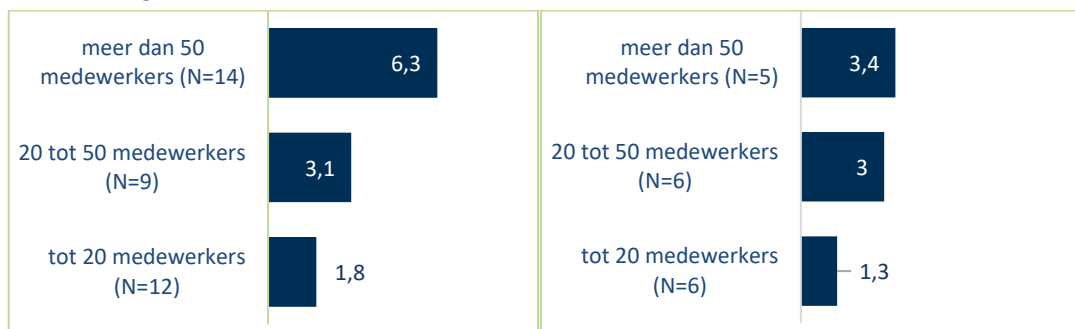 meer dan 50
medewerkers (N=14)
6,3
20 tot 50 medewerkers
(N=9)
3,1
tot 20 medewerkers
(N=12)
1,8
meer dan 50
medewerkers (N=5)
3,4
20 tot 50 medewerkers
(N=6)
3
tot 20 medewerkers
(N=6)
1,3